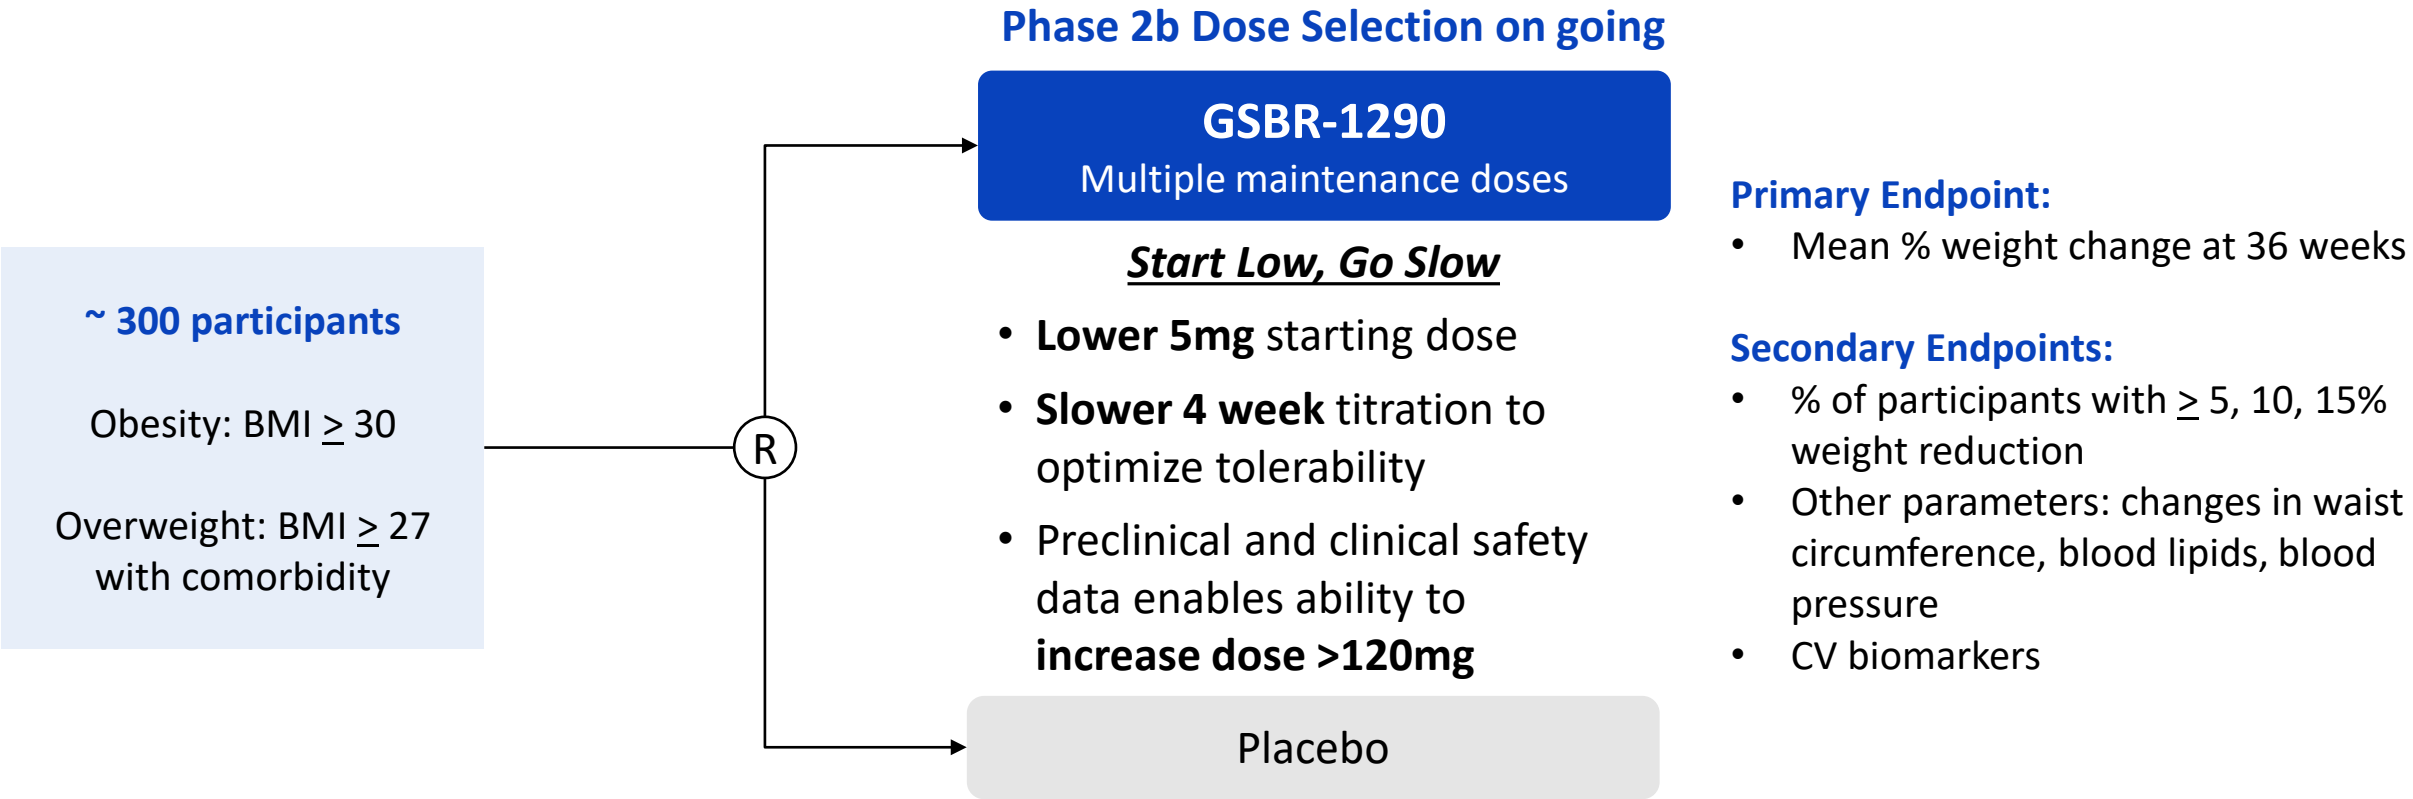 Phase 2b Dose Selection on going
~ 300 participants
Obesity: BMI ≥ 30
Overweight: BMI ≥ 27
with comorbidity
R
GSBR-1290
Multiple maintenance doses
Start Low, Go Slow
• Lower 5mg starting dose
• Slower 4 week titration to
optimize tolerability
• Preclinical and clinical safety
data enables ability to
increase dose >120mg
Placebo
Primary Endpoint:
• Mean % weight change at 36 weeks
Secondary Endpoints:
• % of participants with ≥ 5, 10, 15%
weight reduction
• Other parameters: changes in waist
circumference, blood lipids, blood
pressure
• CV biomarkers